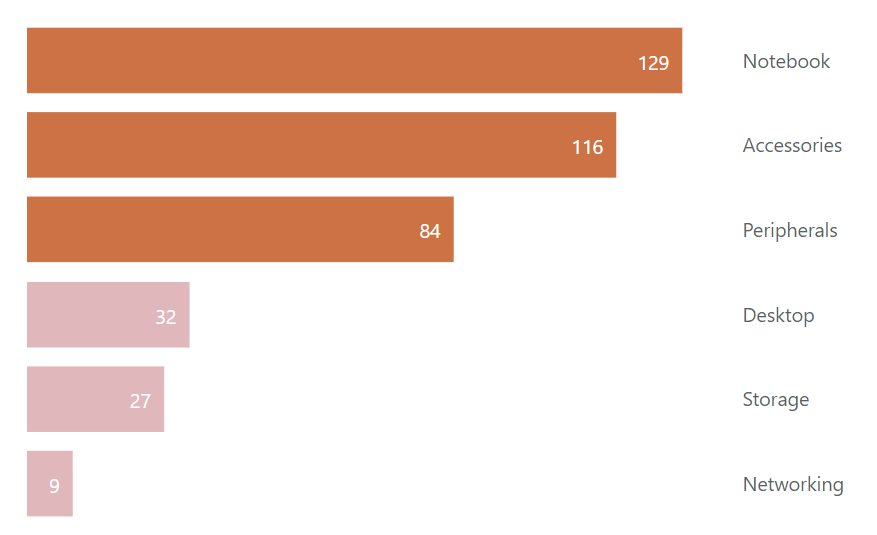 129 Notebook
116 Accessories
84 Peripherals
32 Desktop
27 Storage
9 Networking